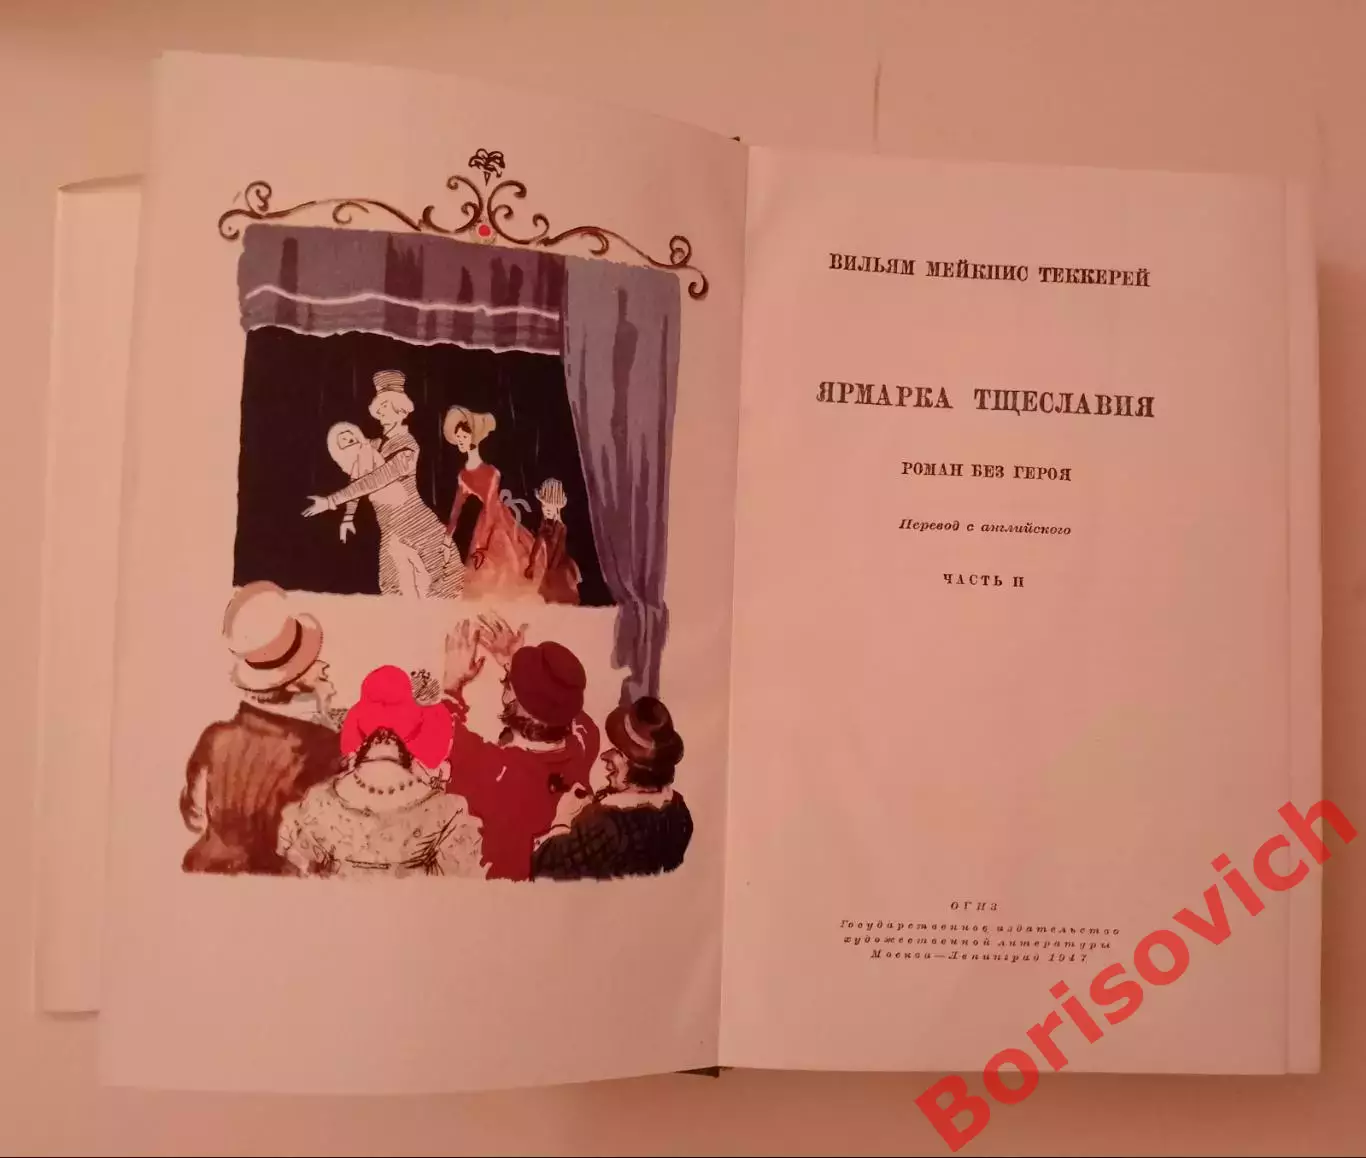 ВИЛЬЯМ МЕЙКПИС ТЕККЕРЕЙ
ЯРМАРКА ТЩЕСЛАВИЯ
РОМАН БЕЗ ГЕРОЯ
Перевод с английского
ЧАСТЬ II
ОГИЗ
Государственное издательство
художественной литературы
Москва—Ленинград 1947
Borisovich